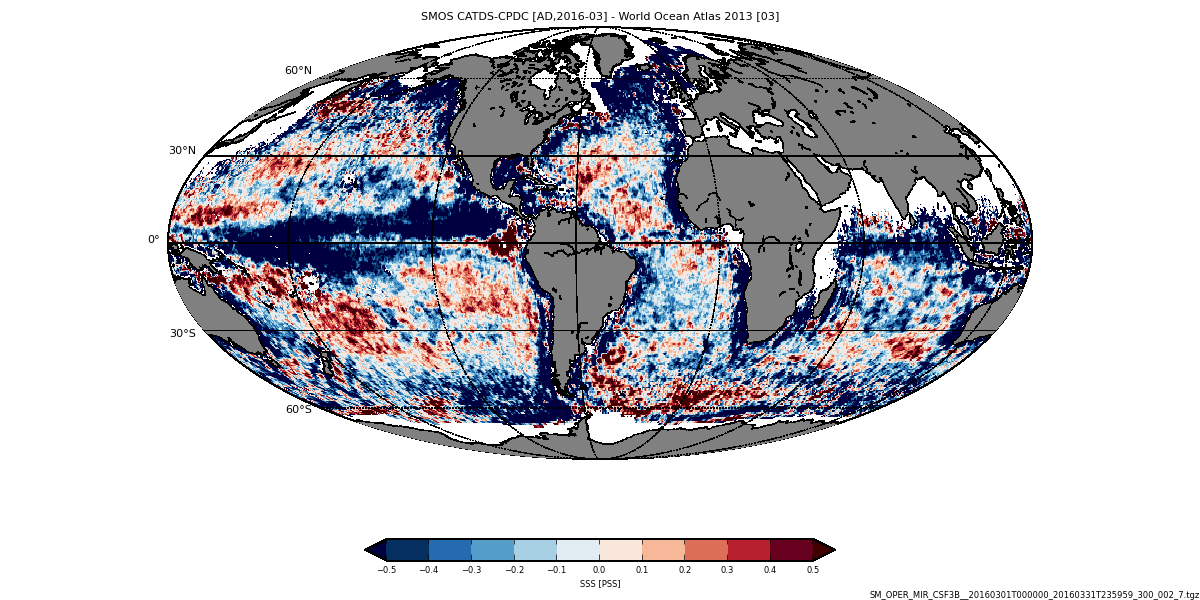 SMOS CATDS-CPDC [AD,2016-03] - World Ocean Atlas 2013 [03]
60°N
30°N
0°
30°S
60°S
−0.5 −0.4 −0.3 −0.2 −0.1 0.0 0.1 0.2 0.3 0.4 0.5
SSS [PSS]
SM_OPER_MIR_CSF3B__20160301T000000_20160331T235959_300_002_7.tgz